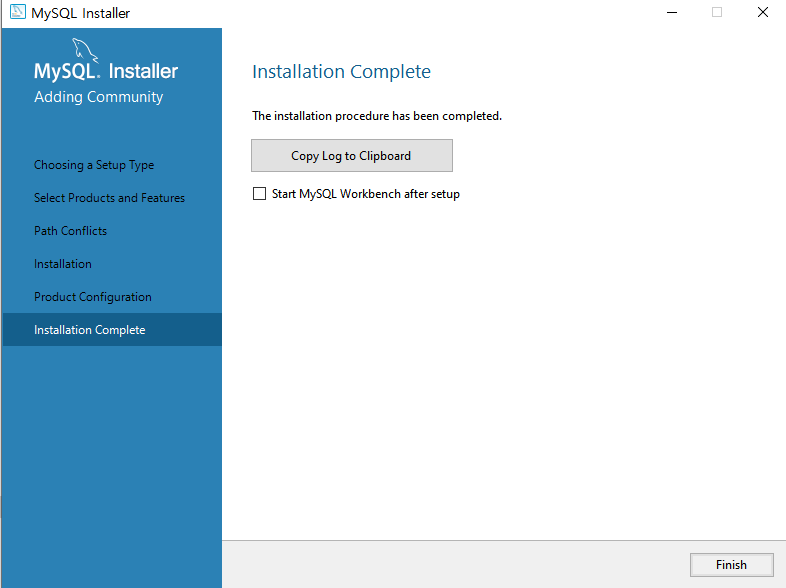 MySQL Installer
MySQL. Installer
Adding Community
Choosing a Setup Type
Select Products and Features
Path Conflicts
Installation
Product Configuration
Installation Complete
Installation Complete
The installation procedure has been completed.
Copy Log to Clipboard
Start MySQL Workbench after setup
Finish